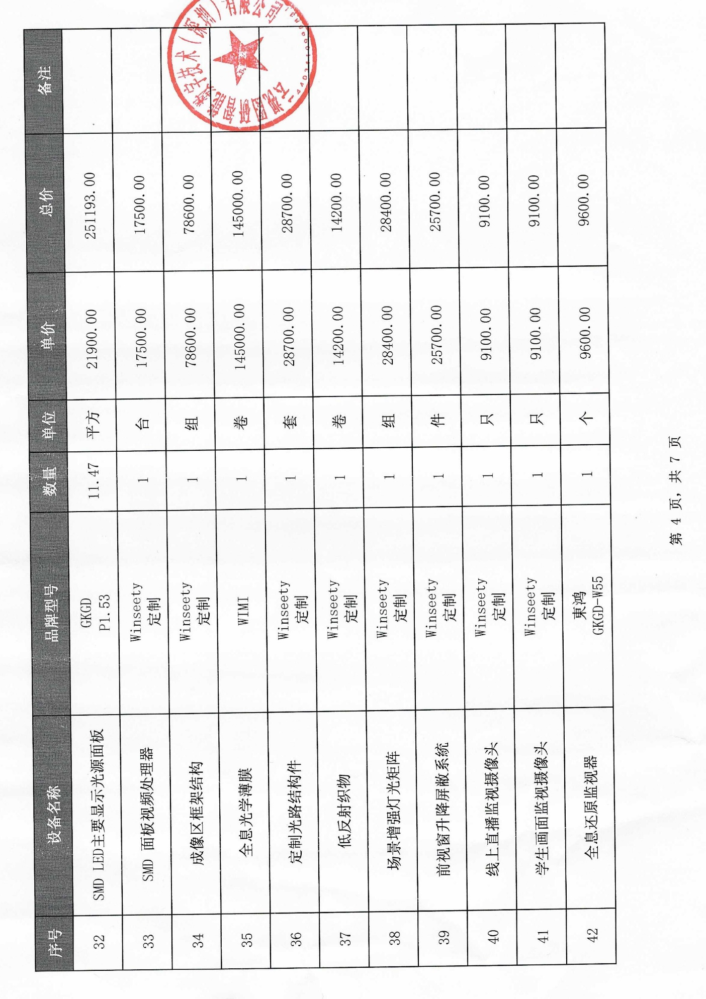 序号 设备名称 品牌型号 数量 单位 单价 总价 备注
32 SMD LED主要显示光源面板 GKGD P1.53 11.47 平方 21900.00 251193.00
33 SMD 面板视频处理器 Winseety 定制 1 台 17500.00 17500.00
34 成像区框架结构 Winseety 定制 1 组 78600.00 78600.00
35 全息光学薄膜 WIMI 1 卷 145000.00 145000.00
36 定制光路结构件 Winseety 定制 1 套 28700.00 28700.00
37 低反射织物 Winseety 定制 1 卷 14200.00 14200.00
38 场景增强灯光矩阵 Winseety 定制 1 组 28400.00 28400.00
39 前视窗升降屏蔽系統 Winseety 定制 1 件 25700.00 25700.00
40 线上直播监视摄像头 Winseety 定制 1 只 9100.00 9100.00
41 学生画面监视摄像头 Winseety 定制 1 只 9100.00 9100.00
42 全息还原监视器 東鸿 GKGD-W55 1 个 9600.00 9600.00
智能数字技术（深圳）有限公司
第 4 页，共 7 页